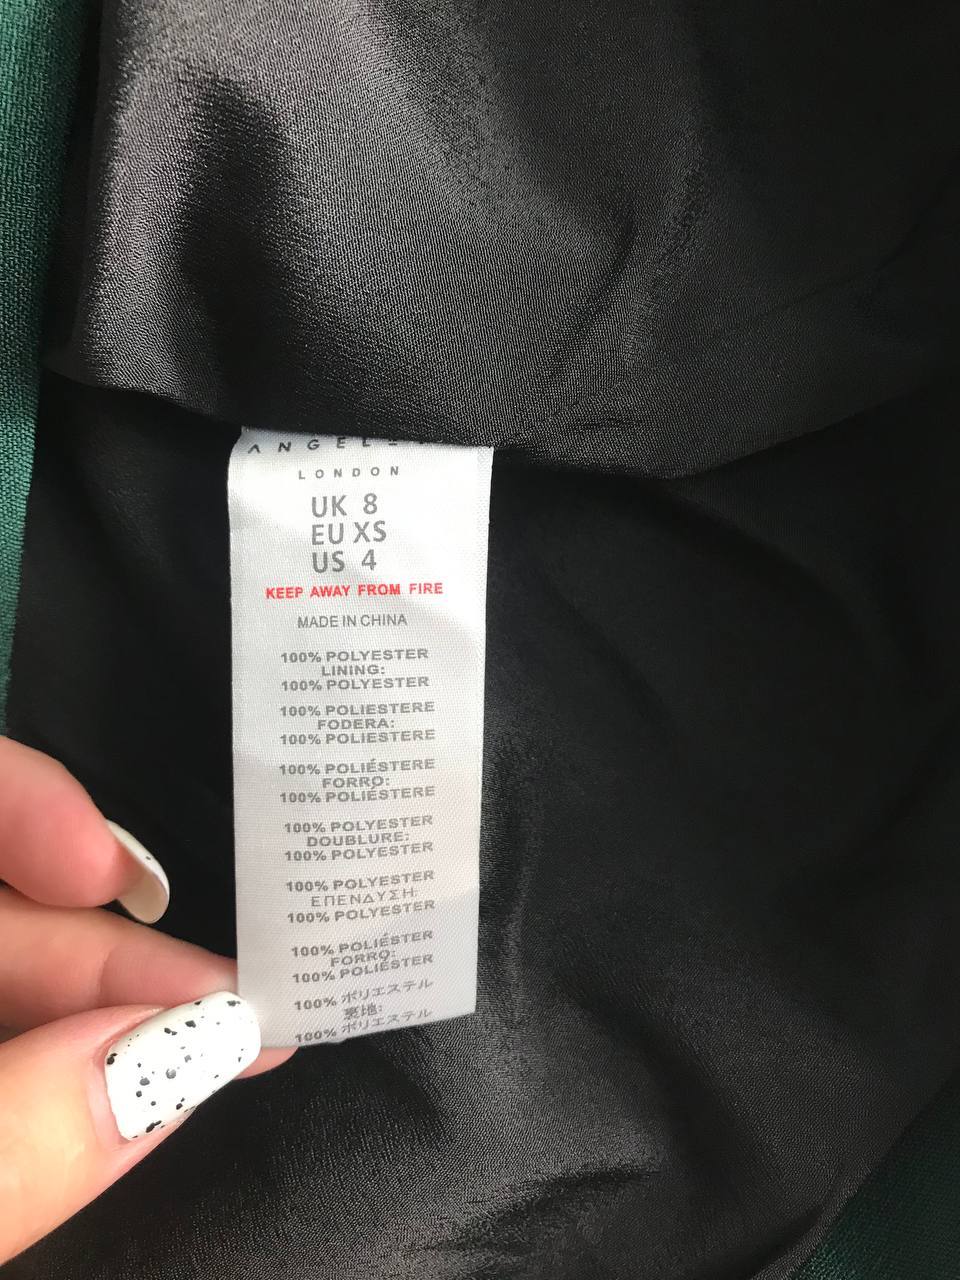 LONDON
UK 8
EU XS
US 4
KEEP AWAY FROM FIRE
MADE IN CHINA
100% POLYESTER
LINING:
100% POLYESTER
100% POLIESTERE
FODERA:
100% POLIESTERE
100% POLIÉSTERE
FORRO:
100% POLIÉSTERE
100% POLYESTER
DOUBLURE:
100% POLYESTER
100% POLYESTER
ΕΠΕΝΔΥΣΗ:
100% POLYESTER
100% POLIÉSTER
FORRO:
100% POLIÉSTER
100% ポリエステル
裏地:
100% ポリエステル